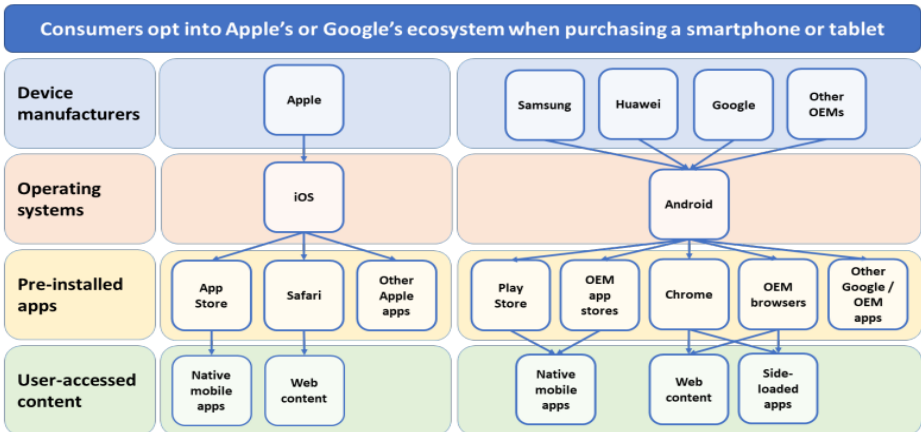 Consumers opt into Apple's or Google's ecosystem when purchasing a smartphone or tablet
Device
manufacturers
Apple
Samsung
Huawei
Google
Other
OEMs
Operating
systems
iOS
Android
Pre-installed
apps
App
Store
Safari
Other
Apple
apps
Play
Store
OEM
app
stores
Chrome
OEM
browsers
Other
Google /
OEM
apps
User-accessed
content
Native
mobile
apps
Web
content
Native
mobile
apps
Web
content
Side-
loaded
apps